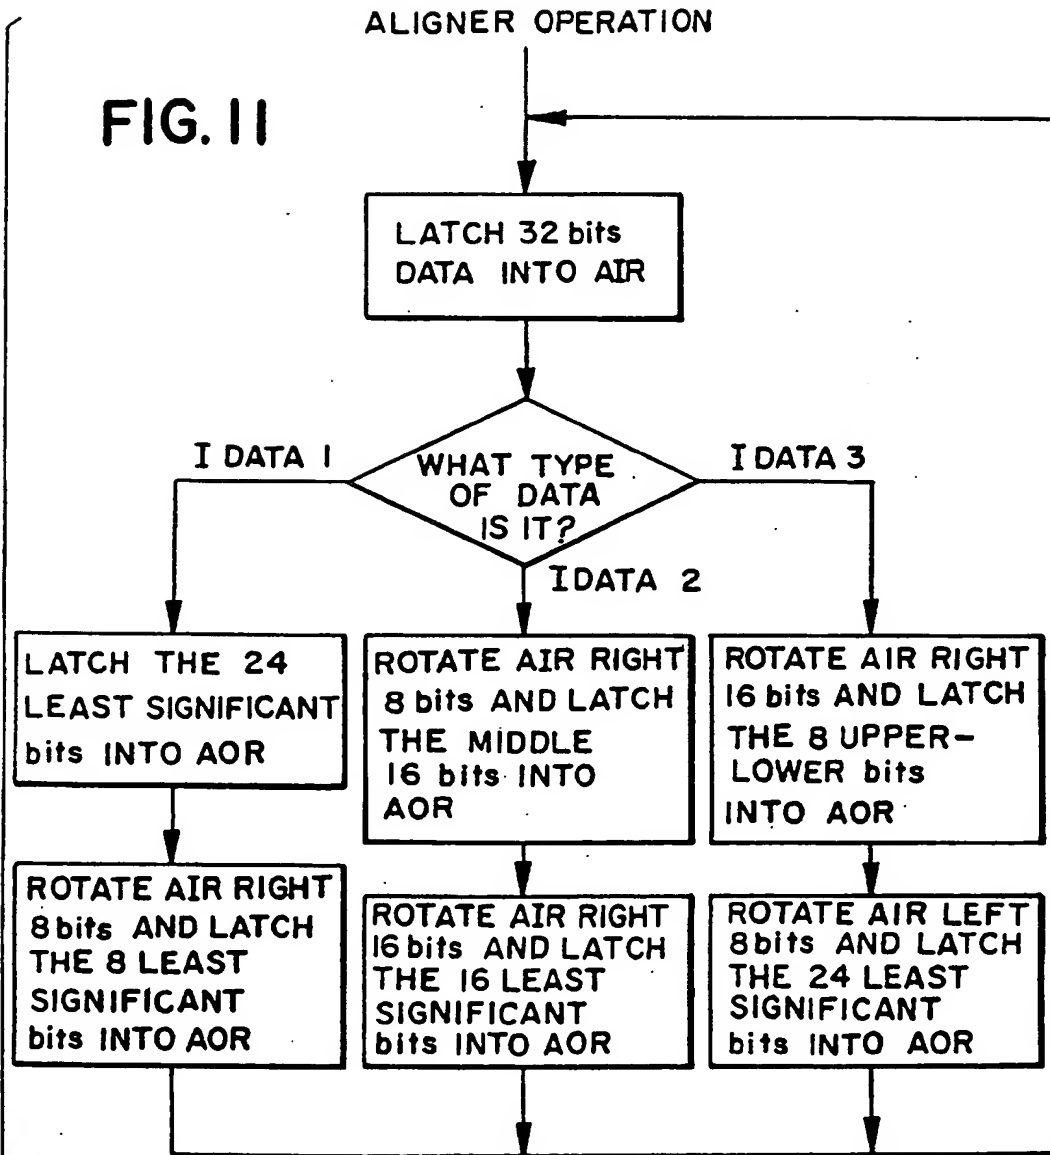 ALIGNER OPERATION
FIG. 11
LATCH 32 bits
DATA INTO AIR
I DATA 1
WHAT TYPE
OF DATA
IS IT?
I DATA 3
I DATA 2
LATCH THE 24
LEAST SIGNIFICANT
bits INTO AOR
ROTATE AIR RIGHT
8 bits AND LATCH
THE MIDDLE
16 bits INTO
AOR
ROTATE AIR RIGHT
16 bits AND LATCH
THE 8 UPPER-
LOWER bits
INTO AOR
ROTATE AIR RIGHT
8 bits AND LATCH
THE 8 LEAST
SIGNIFICANT
bits INTO AOR
ROTATE AIR RIGHT
16 bits AND LATCH
THE 16 LEAST
SIGNIFICANT
bits INTO AOR
ROTATE AIR LEFT
8 bits AND LATCH
THE 24 LEAST
SIGNIFICANT
bits INTO AOR